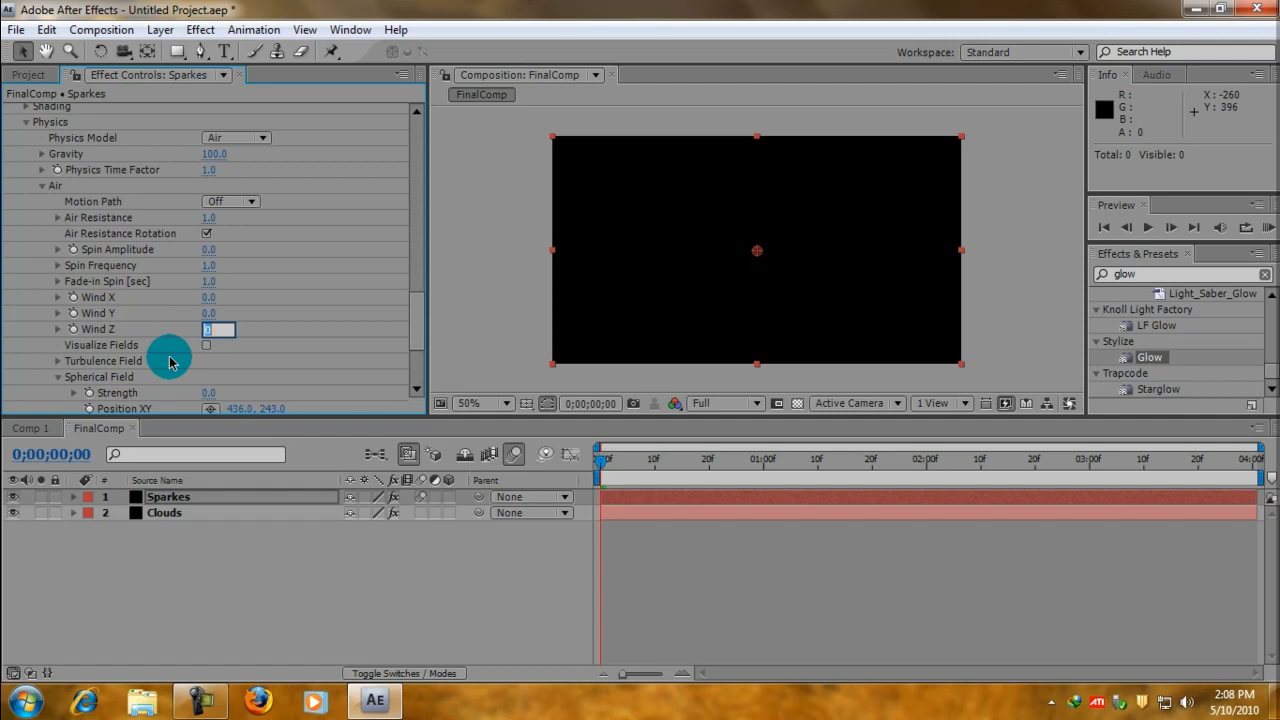 Adobe After Effects - Untitled Project.aep *
File Edit Composition Layer Effect Animation View Window Help
Workspace: Standard Search Help
Project Effect Controls: Sparkes
FinalComp • Sparkes
Shading
Physics
Physics Model Air
Gravity 100.0
Physics Time Factor 1.0
Air
Motion Path Off
Air Resistance 1.0
Air Resistance Rotation
Spin Amplitude 0.0
Spin Frequency 1.0
Fade-in Spin [sec] 1.0
Wind X 0.0
Wind Y 0.0
Wind Z 0
Visualize Fields
Turbulence Field
Spherical Field
Strength 0.0
Position XY 436.0, 243.0
Composition: FinalComp
FinalComp
50% 0;00;00;00 Full Active Camera 1 View
Info Audio
R : X : -260
G : Y : 396
B :
A : 0
Total: 0 Visible: 0
Preview
Effects & Presets
glow
Light_Saber_Glow
Knoll Light Factory
LF Glow
Stylize
Glow
Trapcode
Starglow
Comp 1 FinalComp
0;00;00;00
:00f 10f 20f 01:00f 10f 20f 02:00f 10f 20f 03:00f 10f 20f 04:00f
# Source Name Parent
1 Sparkes None
2 Clouds None
Toggle Switches / Modes
AE ATI 2:08 PM
5/10/2010